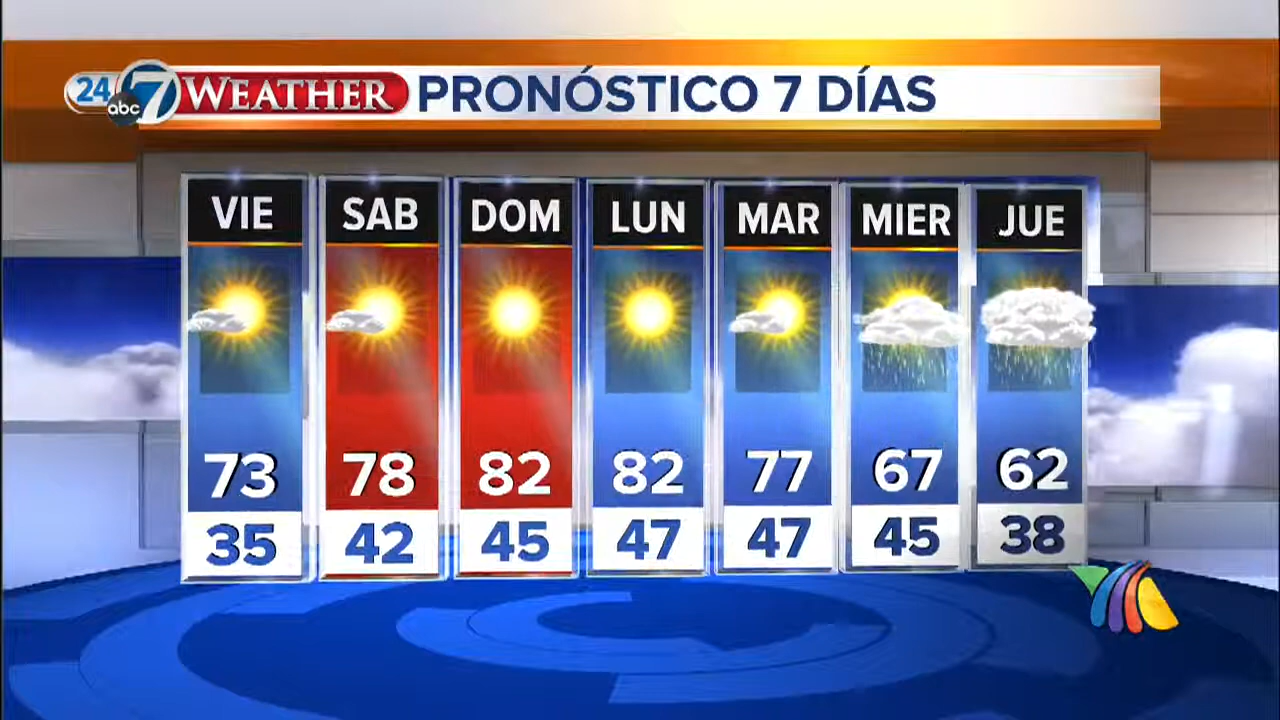 24 abc 7 WEATHER PRONÓSTICO 7 DÍAS
VIE SAB DOM LUN MAR MIER JUE
73 78 82 82 77 67 62
35 42 45 47 47 45 38